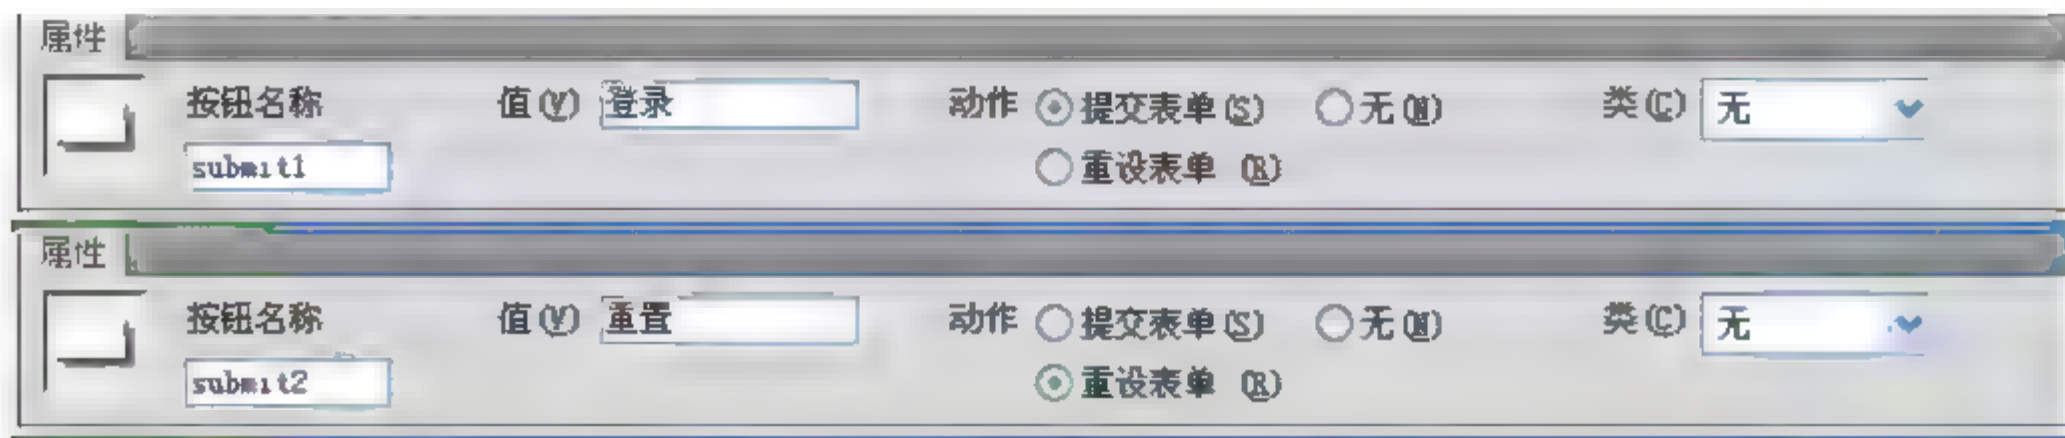 属性
按钮名称 值(V) 登录 动作 提交表单(S) 无(N) 类(C) 无
submit1 重设表单 (R)
属性
按钮名称 值(V) 重置 动作 提交表单(S) 无(N) 类(C) 无
submit2 重设表单 (R)